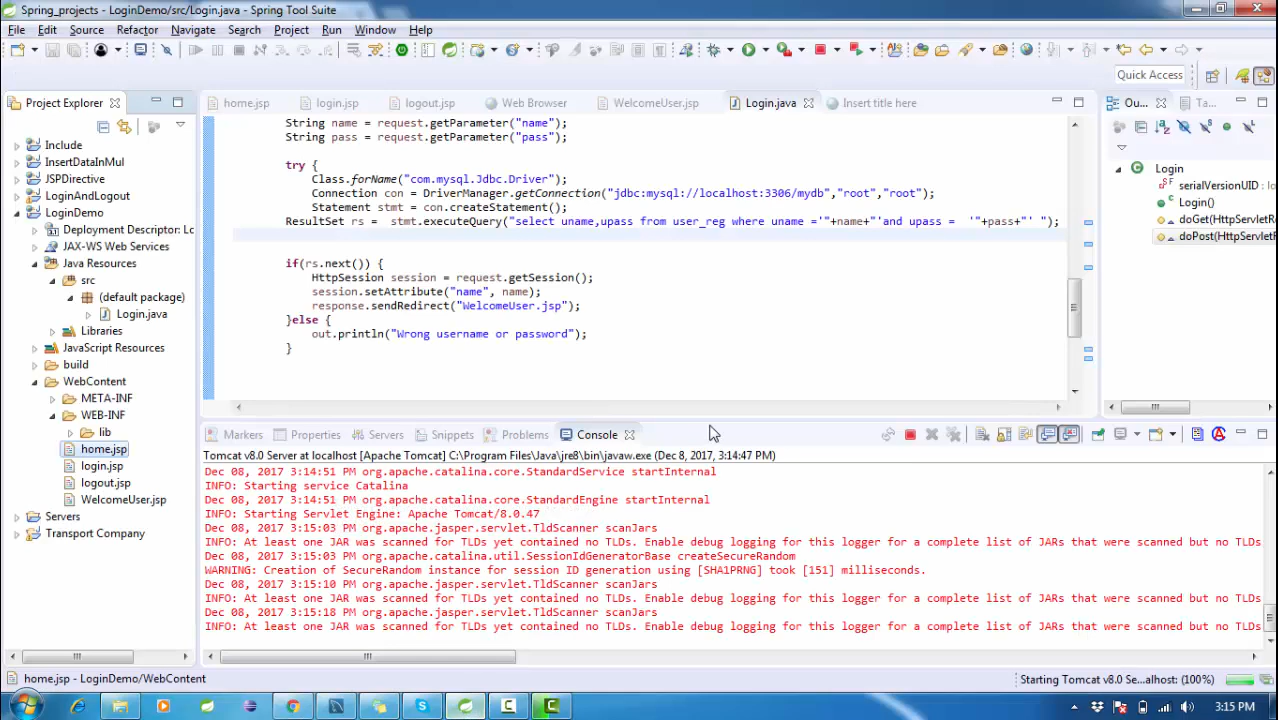 Spring_projects - LoginDemo/src/Login.java - Spring Tool Suite
File Edit Source Refactor Navigate Search Project Run Window Help
Quick Access
Project Explorer
home.jsp login.jsp logout.jsp Web Browser WelcomeUser.jsp Login.java Insert title here
Ou... Ta...
Include
InsertDataInMul
JSPDirective
LoginAndLogout
LoginDemo
Deployment Descriptor: Lo
JAX-WS Web Services
Java Resources
src
(default package)
Login.java
Libraries
JavaScript Resources
build
WebContent
META-INF
WEB-INF
lib
home.jsp
login.jsp
logout.jsp
WelcomeUser.jsp
Servers
Transport Company
String name = request.getParameter("name");
String pass = request.getParameter("pass");
try {
Class.forName("com.mysql.Jdbc.Driver");
Connection con = DriverManager.getConnection("jdbc:mysql://localhost:3306/mydb","root","root");
Statement stmt = con.createStatement();
ResultSet rs =  stmt.executeQuery("select uname,upass from user_reg where uname ='"+name+"'and upass =  '"+pass+"' ");
if(rs.next()) {
HttpSession session = request.getSession();
session.setAttribute("name", name);
response.sendRedirect("WelcomeUser.jsp");
}else {
out.println("Wrong username or password");
}
Login
serialVersionUID
Login()
doGet(HttpServletR
doPost(HttpServletR
Markers Properties Servers Snippets Problems Console
Tomcat v8.0 Server at localhost [Apache Tomcat] C:\Program Files\Java\jre8\bin\javaw.exe (Dec 8, 2017, 3:14:47 PM)
Dec 08, 2017 3:14:51 PM org.apache.catalina.core.StandardService startInternal
INFO: Starting service Catalina
Dec 08, 2017 3:14:51 PM org.apache.catalina.core.StandardEngine startInternal
INFO: Starting Servlet Engine: Apache Tomcat/8.0.47
Dec 08, 2017 3:15:03 PM org.apache.jasper.servlet.TldScanner scanJars
INFO: At least one JAR was scanned for TLDs yet contained no TLDs. Enable debug logging for this logger for a complete list of JARs that were scanned but no TLDs
Dec 08, 2017 3:15:03 PM org.apache.catalina.util.SessionIdGeneratorBase createSecureRandom
WARNING: Creation of SecureRandom instance for session ID generation using [SHA1PRNG] took [151] milliseconds.
Dec 08, 2017 3:15:10 PM org.apache.jasper.servlet.TldScanner scanJars
INFO: At least one JAR was scanned for TLDs yet contained no TLDs. Enable debug logging for this logger for a complete list of JARs that were scanned but no TLDs
Dec 08, 2017 3:15:18 PM org.apache.jasper.servlet.TldScanner scanJars
INFO: At least one JAR was scanned for TLDs yet contained no TLDs. Enable debug logging for this logger for a complete list of JARs that were scanned but no TLDs
home.jsp - LoginDemo/WebContent
Starting Tomcat v8.0 Se...calhost: (100%)
3:15 PM